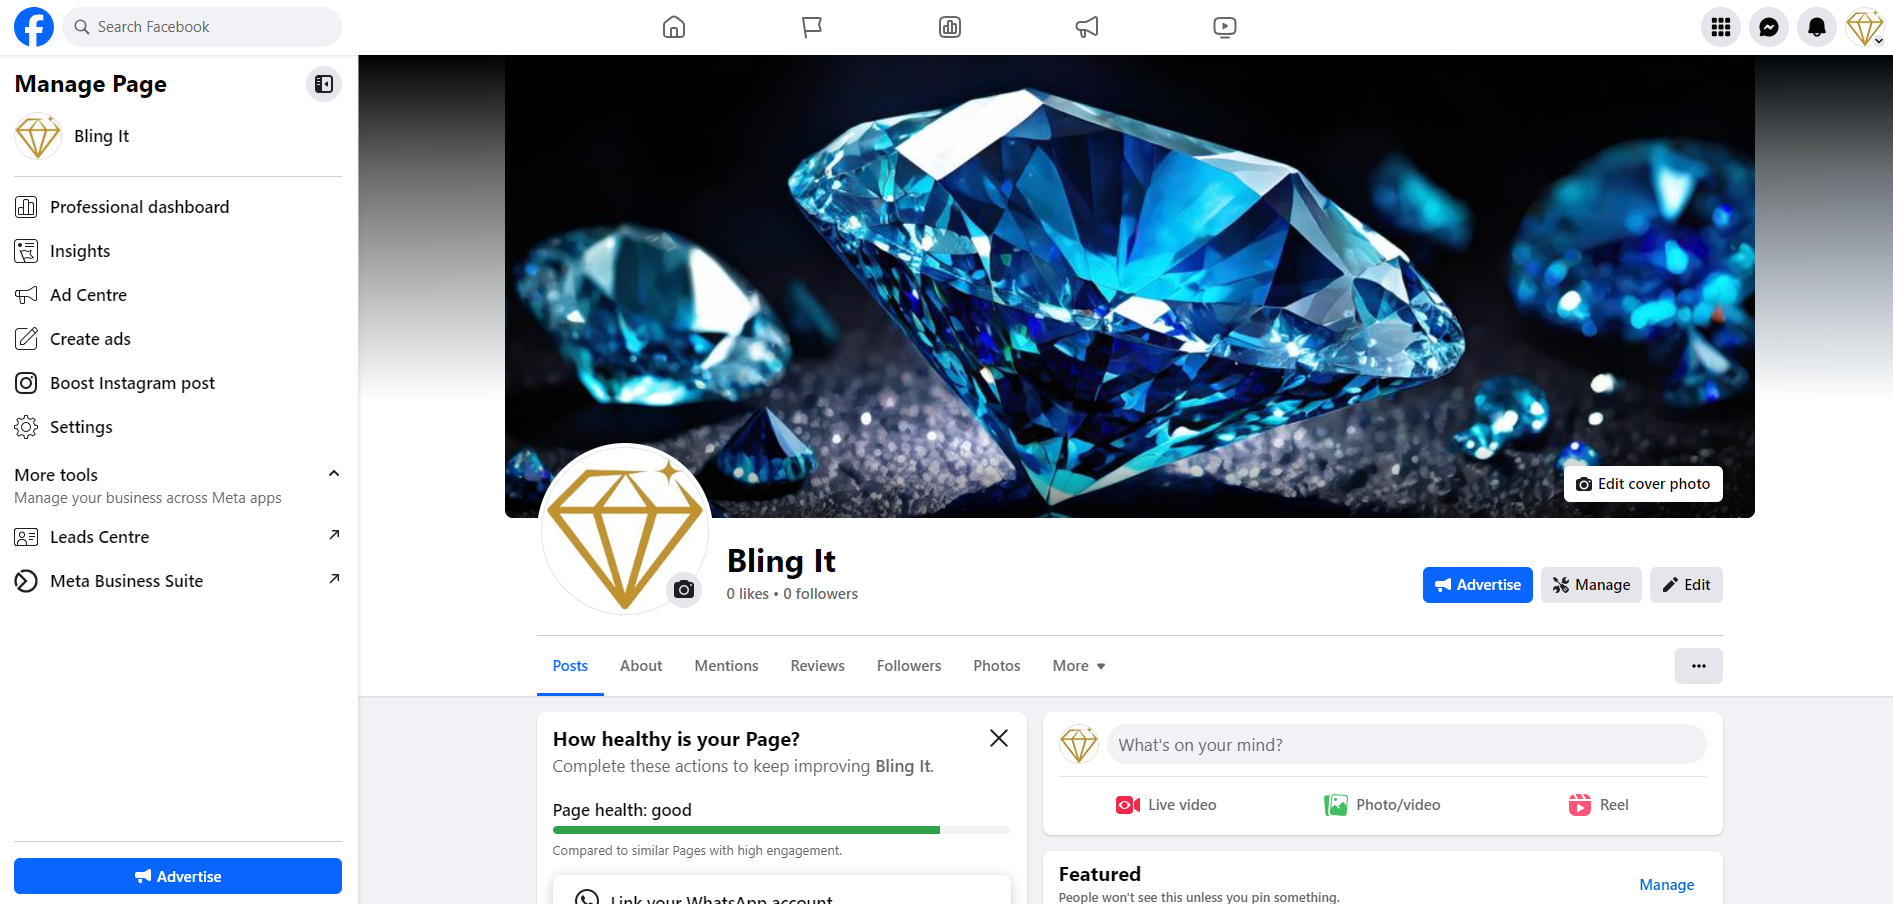 Search Facebook
Manage Page
Bling It
Professional dashboard
Insights
Ad Centre
Create ads
Boost Instagram post
Settings
More tools
Manage your business across Meta apps
Leads Centre
Meta Business Suite
Advertise
Edit cover photo
Bling It
0 likes • 0 followers
Advertise
Manage
Edit
Posts
About
Mentions
Reviews
Followers
Photos
More
How healthy is your Page?
Complete these actions to keep improving Bling It.
Page health: good
Compared to similar Pages with high engagement.
Link your WhatsApp account
What's on your mind?
Live video
Photo/video
Reel
Featured
People won't see this unless you pin something.
Manage